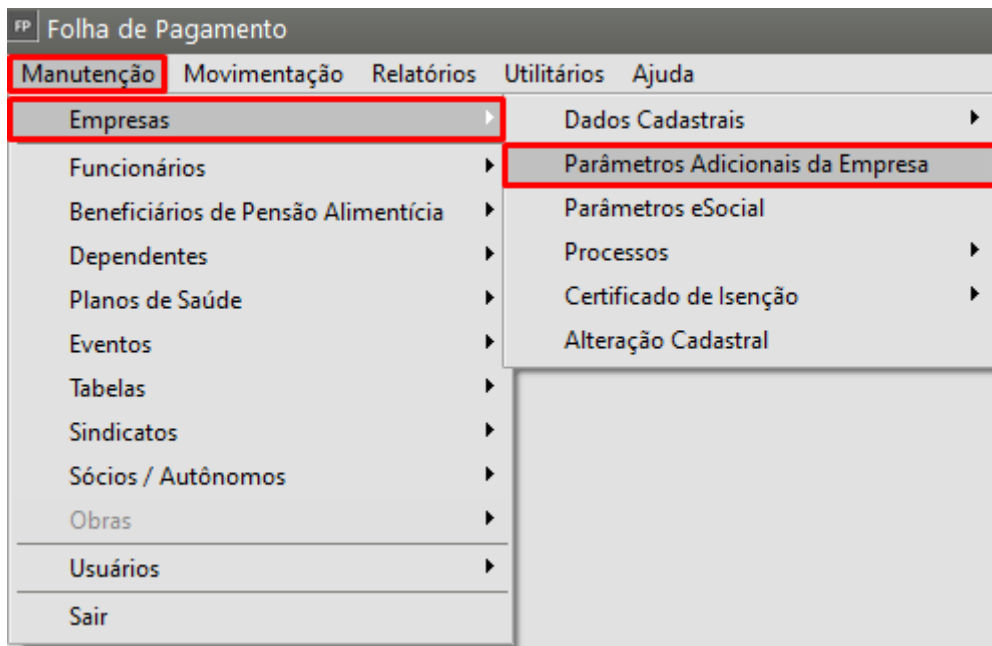 FP Folha de Pagamento
Manutenção Movimentação Relatórios Utilitários Ajuda
Empresas
Funcionários
Beneficiários de Pensão Alimentícia
Dependentes
Planos de Saúde
Eventos
Tabelas
Sindicatos
Sócios / Autônomos
Obras
Usuários
Sair
Dados Cadastrais
Parâmetros Adicionais da Empresa
Parâmetros eSocial
Processos
Certificado de Isenção
Alteração Cadastral